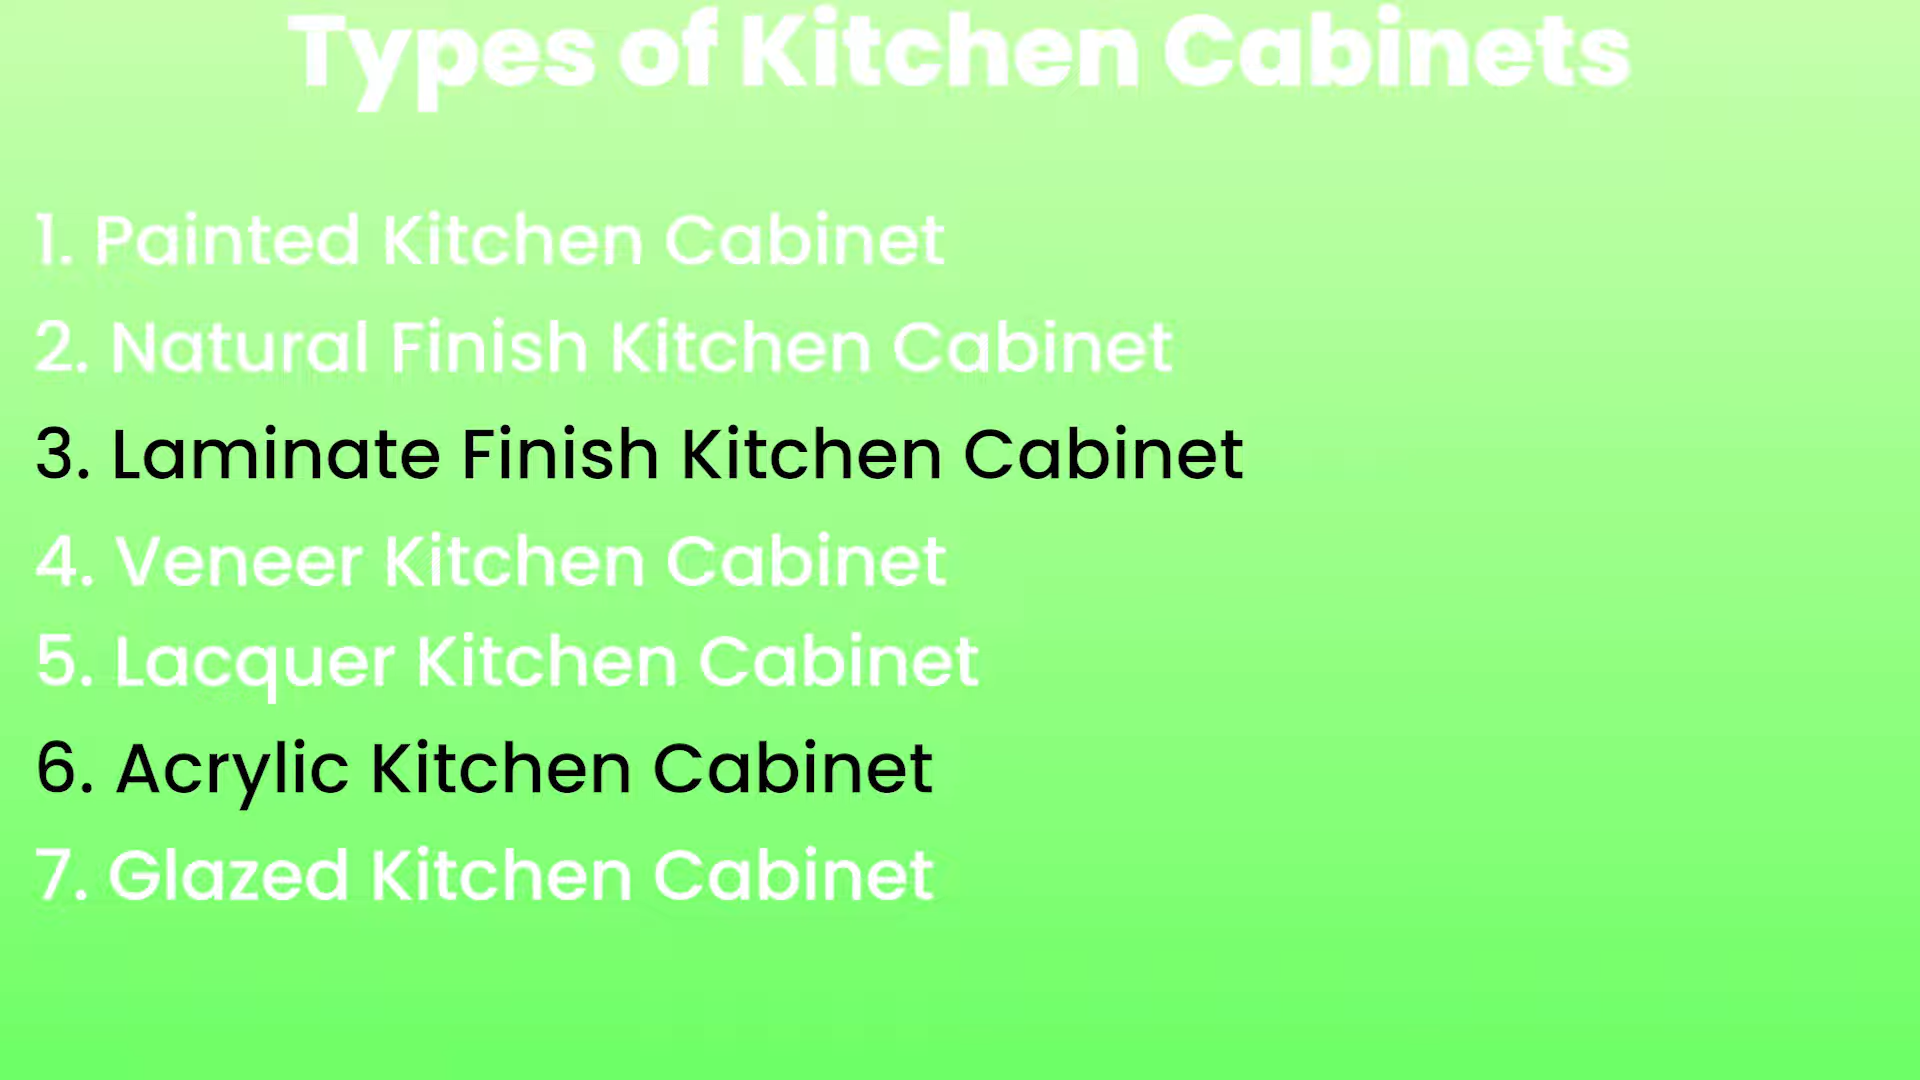 Types of Kitchen Cabinets
1. Painted Kitchen Cabinet
2. Natural Finish Kitchen Cabinet
3. Laminate Finish Kitchen Cabinet
4. Veneer Kitchen Cabinet
5. Lacquer Kitchen Cabinet
6. Acrylic Kitchen Cabinet
7. Glazed Kitchen Cabinet